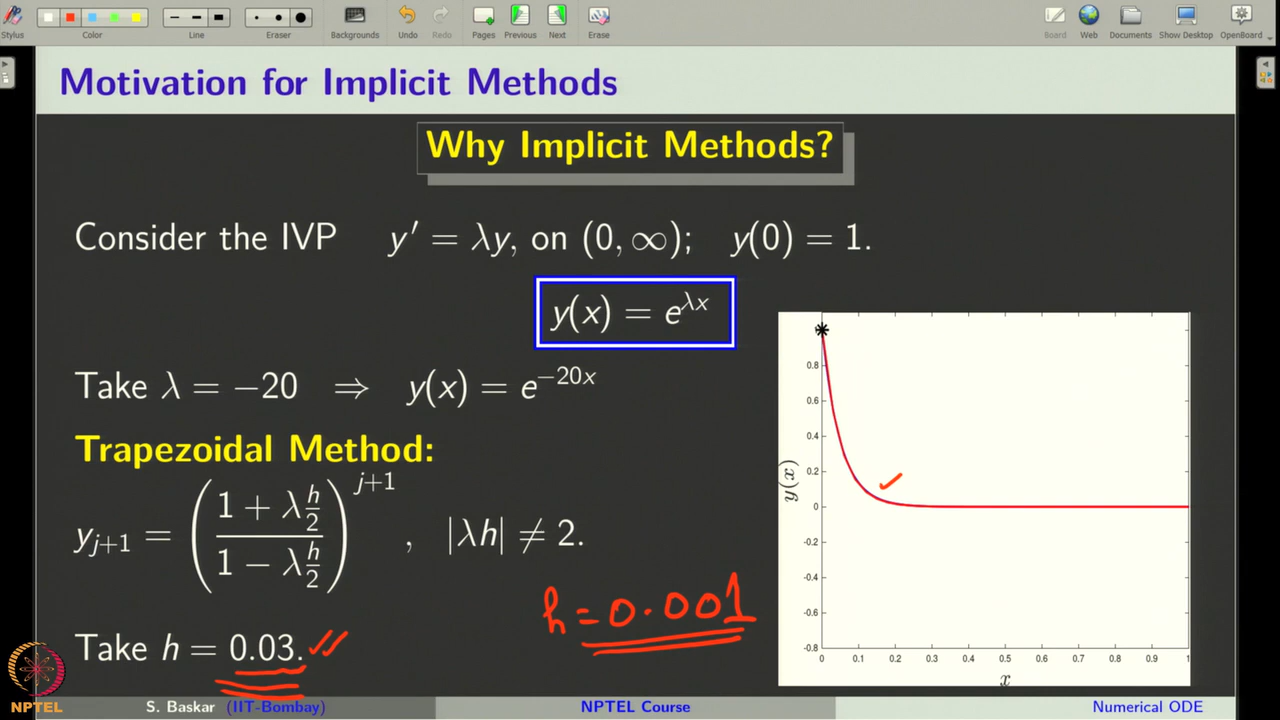 Stylus Color Line Eraser Backgrounds Undo Redo Pages Previous Next Erase Board Web Documents Show Desktop OpenBoard
Motivation for Implicit Methods
Why Implicit Methods?
Consider the IVP y′ = λy, on (0, ∞); y(0) = 1.
y(x) = e^{λx}
Take λ = −20 ⇒ y(x) = e^{−20x}
Trapezoidal Method:
y_{j+1} = ((1 + λ h/2) / (1 − λ h/2))^{j+1}, |λh| ≠ 2.
h = 0.001
Take h = 0.03.
0.8
0.6
0.4
0.2
0
-0.2
-0.4
-0.6
-0.8
y(x)
0 0.1 0.2 0.3 0.4 0.5 0.6 0.7 0.8 0.9 1
x
NPTEL
S. Baskar (IIT-Bombay) NPTEL Course Numerical ODE